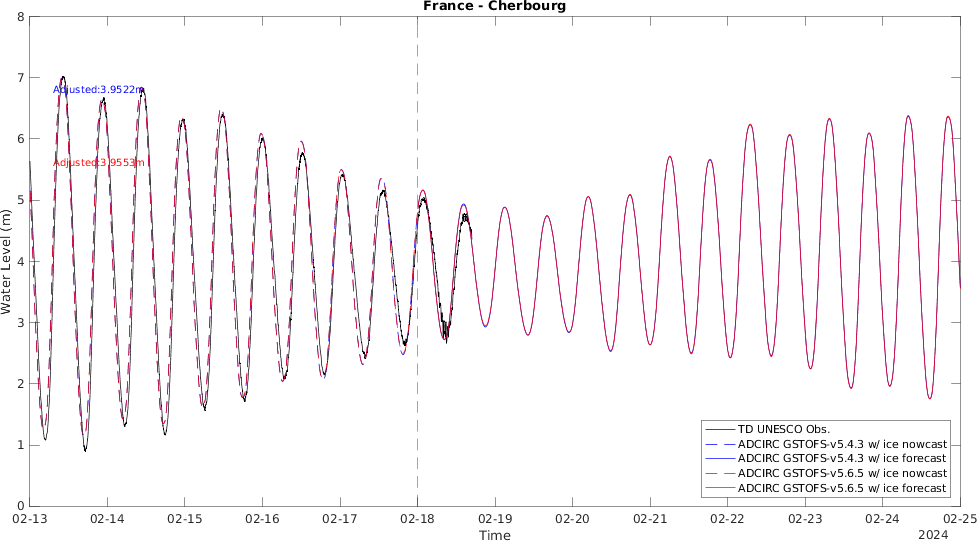 France - Cherbourg
8
7
6
5
4
3
2
1
0
Water Level (m)
Adjusted:3.9522m
Adjusted:3.9553m
TD UNESCO Obs.
ADCIRC GSTOFS-v5.4.3 w/ ice nowcast
ADCIRC GSTOFS-v5.4.3 w/ ice forecast
ADCIRC GSTOFS-v5.6.5 w/ ice nowcast
ADCIRC GSTOFS-v5.6.5 w/ ice forecast
02-13 02-14 02-15 02-16 02-17 02-18 02-19 02-20 02-21 02-22 02-23 02-24 02-25
Time
2024